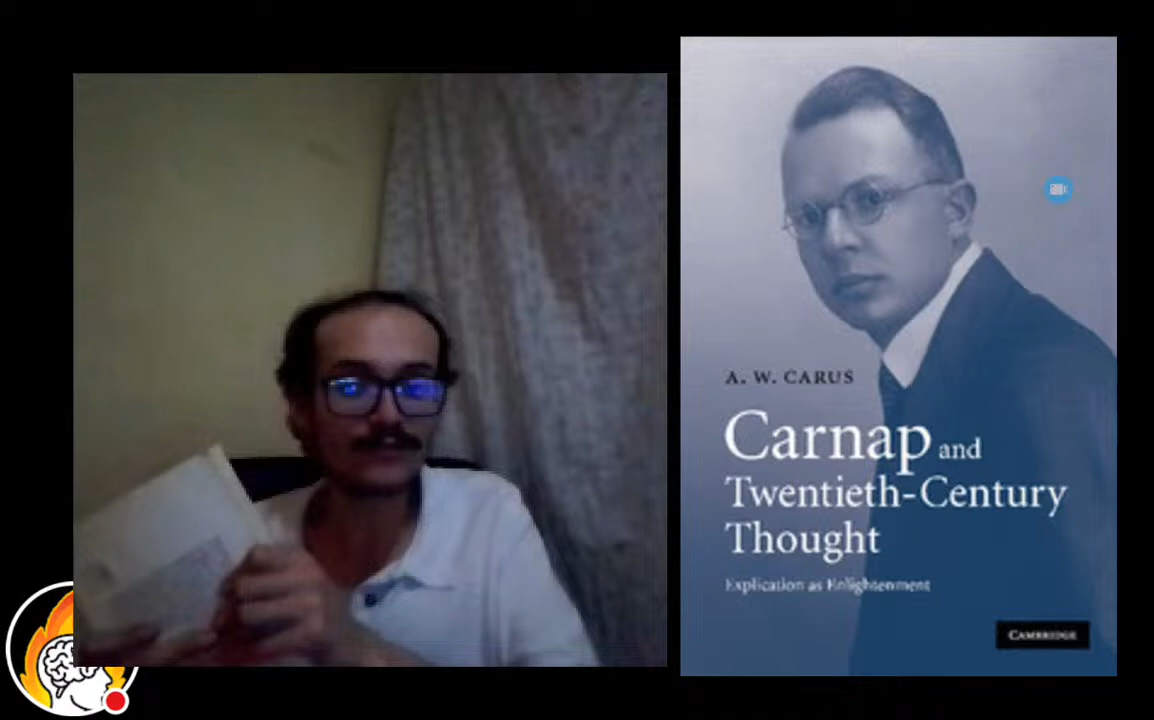 A. W. CARUS
Carnap and
Twentieth-Century
Thought
Explication as Enlightenment
CAMBRIDGE